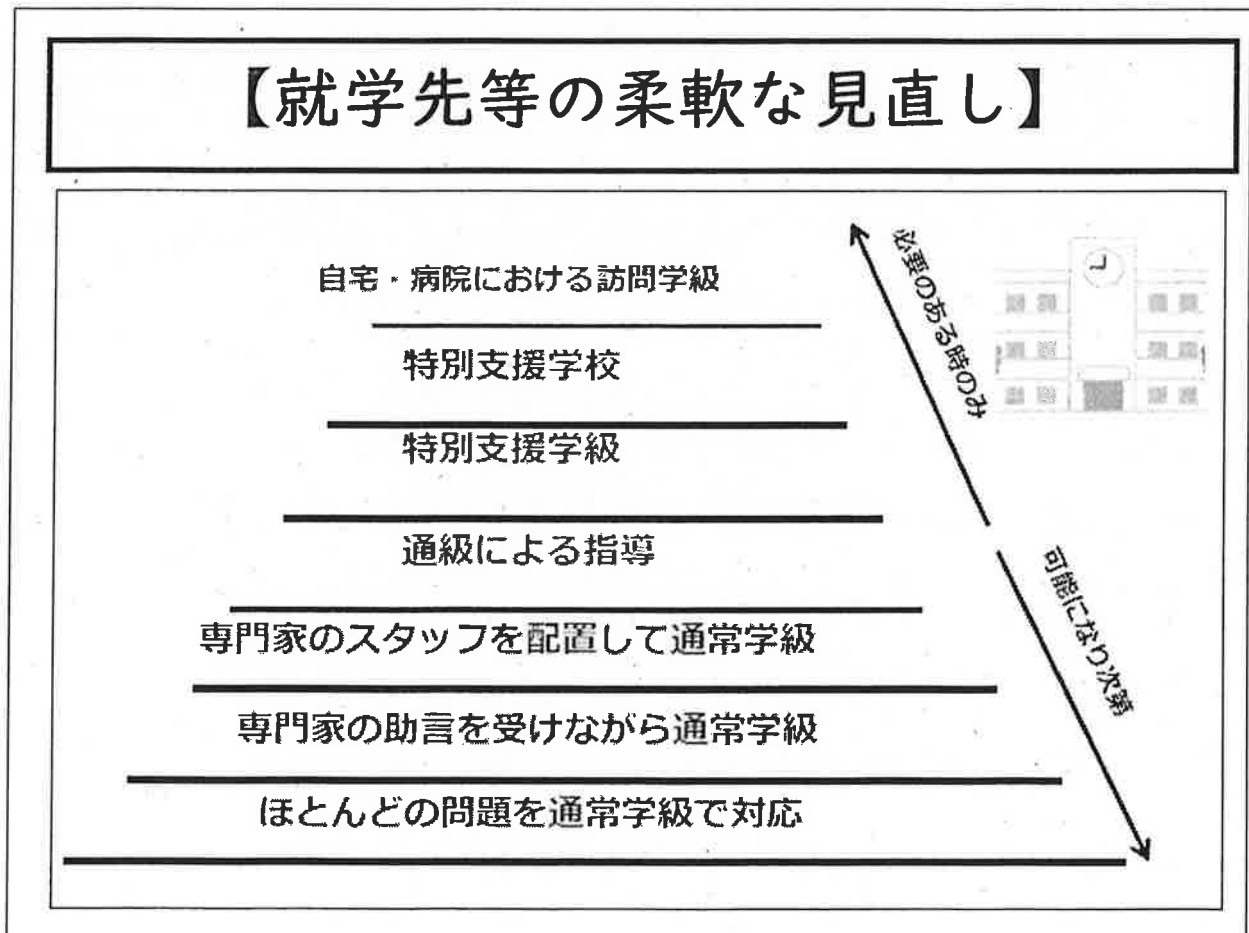 【就学先等の柔軟な見直し】
自宅・病院における訪問学級
特別支援学校
特別支援学級
通級による指導
専門家のスタッフを配置して通常学級
専門家の助言を受けながら通常学級
ほとんどの問題を通常学級で対応
必要のある時のみ
可能になり次第